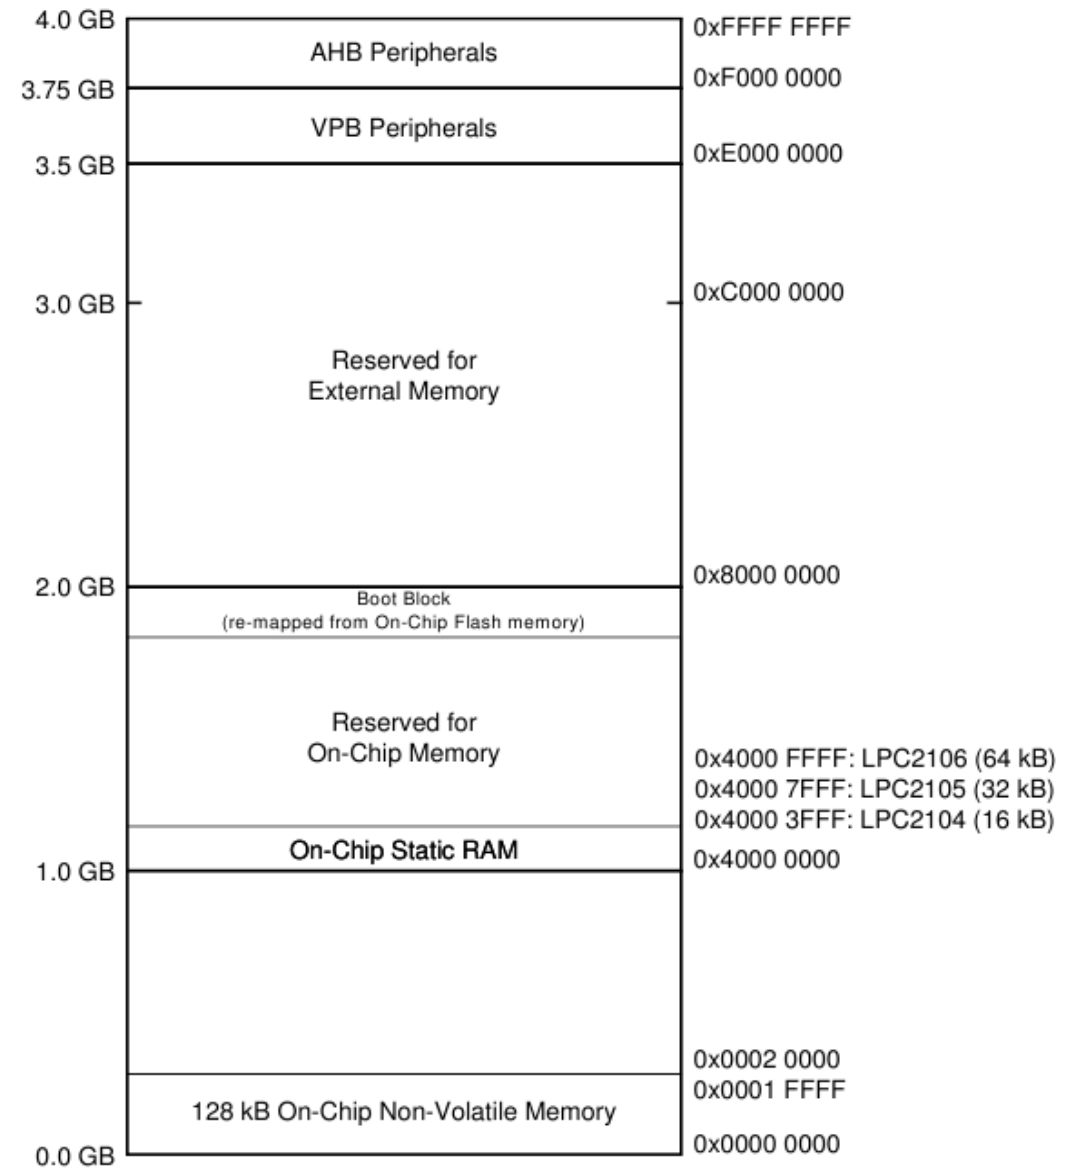 4.0 GB
0xFFFF FFFF
AHB Peripherals
3.75 GB
0xF000 0000
VPB Peripherals
3.5 GB
0xE000 0000
3.0 GB
0xC000 0000
Reserved for
External Memory
2.0 GB
0x8000 0000
Boot Block
(re-mapped from On-Chip Flash memory)
Reserved for
On-Chip Memory
0x4000 FFFF: LPC2106 (64 kB)
0x4000 7FFF: LPC2105 (32 kB)
0x4000 3FFF: LPC2104 (16 kB)
On-Chip Static RAM
0x4000 0000
1.0 GB
0x0002 0000
0x0001 FFFF
128 kB On-Chip Non-Volatile Memory
0x0000 0000
0.0 GB